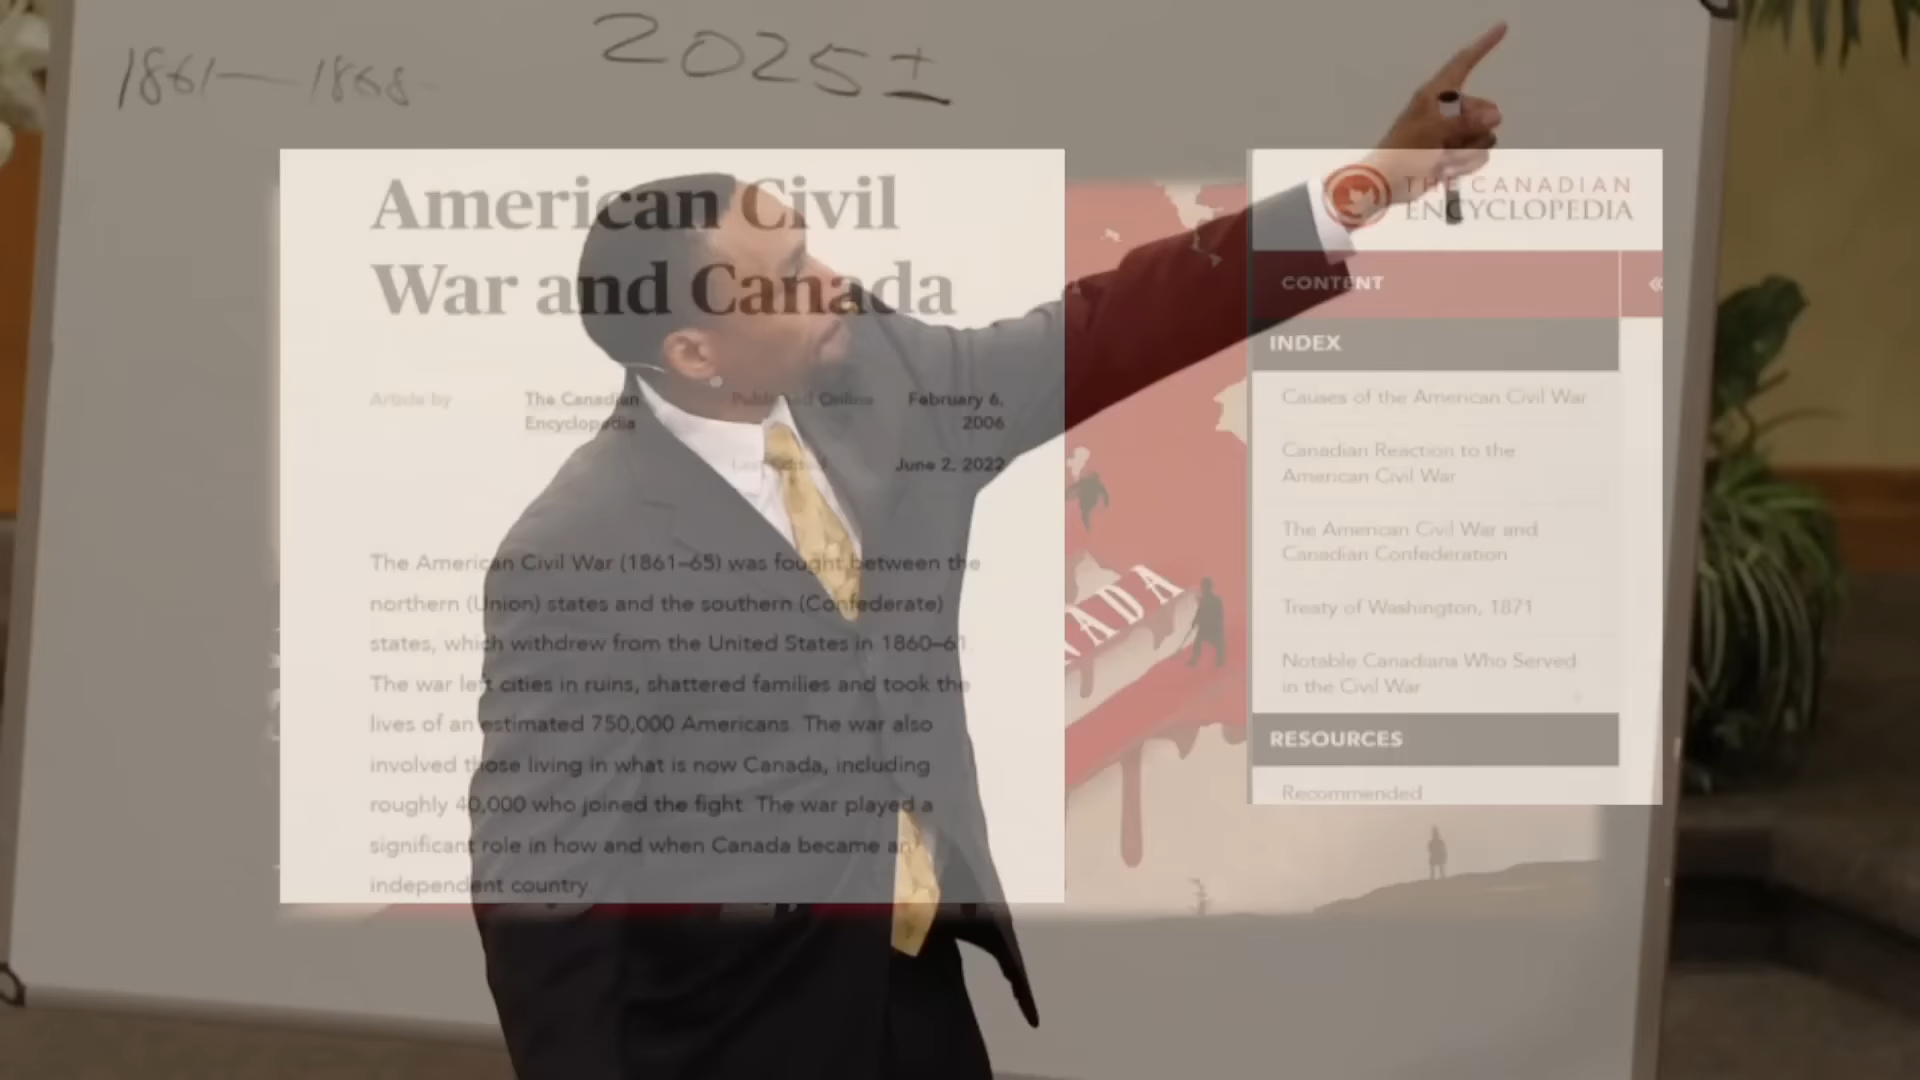 1861—1868
2025±
American Civil
War and Canada
Article by
The Canadian
Encyclopedia
Published Online
February 6,
2006
Last Edited
June 2, 2022
The American Civil War (1861–65) was fought between the
northern (Union) states and the southern (Confederate)
states, which withdrew from the United States in 1860–61.
The war left cities in ruins, shattered families and took the
lives of an estimated 750,000 Americans. The war also
involved those living in what is now Canada, including
roughly 40,000 who joined the fight. The war played a
significant role in how and when Canada became an
independent country.
NADA
THE CANADIAN
ENCYCLOPEDIA
CONTENT
«
INDEX
Causes of the American Civil War
Canadian Reaction to the
American Civil War
The American Civil War and
Canadian Confederation
Treaty of Washington, 1871
Notable Canadians Who Served
in the Civil War
RESOURCES
Recommended